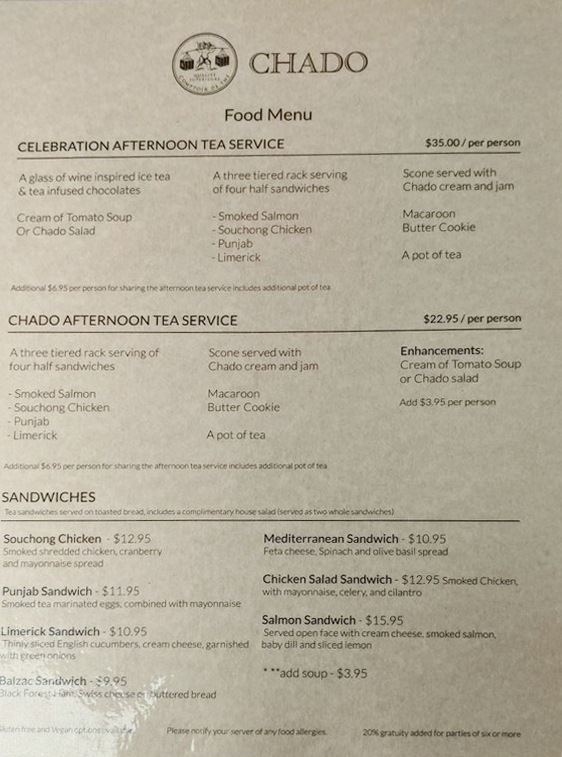 QUALITÉ
SUPÉRIEURE
COMPTOIR DE THÉ
CHADO
Food Menu
CELEBRATION AFTERNOON TEA SERVICE $35.00 / per person
A glass of wine inspired ice tea
& tea infused chocolates
Cream of Tomato Soup
Or Chado Salad
A three tiered rack serving
of four half sandwiches
- Smoked Salmon
- Souchong Chicken
- Punjab
- Limerick
Scone served with
Chado cream and jam
Macaroon
Butter Cookie
A pot of tea
Additional $6.95 per person for sharing the afternoon tea service includes additional pot of tea
CHADO AFTERNOON TEA SERVICE $22.95 / per person
A three tiered rack serving of
four half sandwiches
- Smoked Salmon
- Souchong Chicken
- Punjab
- Limerick
Scone served with
Chado cream and jam
Macaroon
Butter Cookie
A pot of tea
Enhancements:
Cream of Tomato Soup
or Chado salad
Add $3.95 per person
Additional $6.95 per person for sharing the afternoon tea service includes additional pot of tea
SANDWICHES
Tea sandwiches served on toasted bread, includes a complimentary house salad (served as two whole sandwiches)
Souchong Chicken - $12.95
Smoked shredded chicken, cranberry
and mayonnaise spread
Punjab Sandwich - $11.95
Smoked tea marinated eggs, combined with mayonnaise
Limerick Sandwich - $10.95
Thinly sliced English cucumbers, cream cheese, garnished
with green onions
Balzac Sandwich - $9.95
Black Forest Ham, Swiss cheese on buttered bread
Mediterranean Sandwich - $10.95
Feta cheese, Spinach and olive basil spread
Chicken Salad Sandwich - $12.95 Smoked Chicken,
with mayonnaise, celery, and cilantro
Salmon Sandwich - $15.95
Served open face with cream cheese, smoked salmon,
baby dill and sliced lemon
* **add soup - $3.95
Gluten free and Vegan options available. Please notify your server of any food allergies. 20% gratuity added for parties of six or more